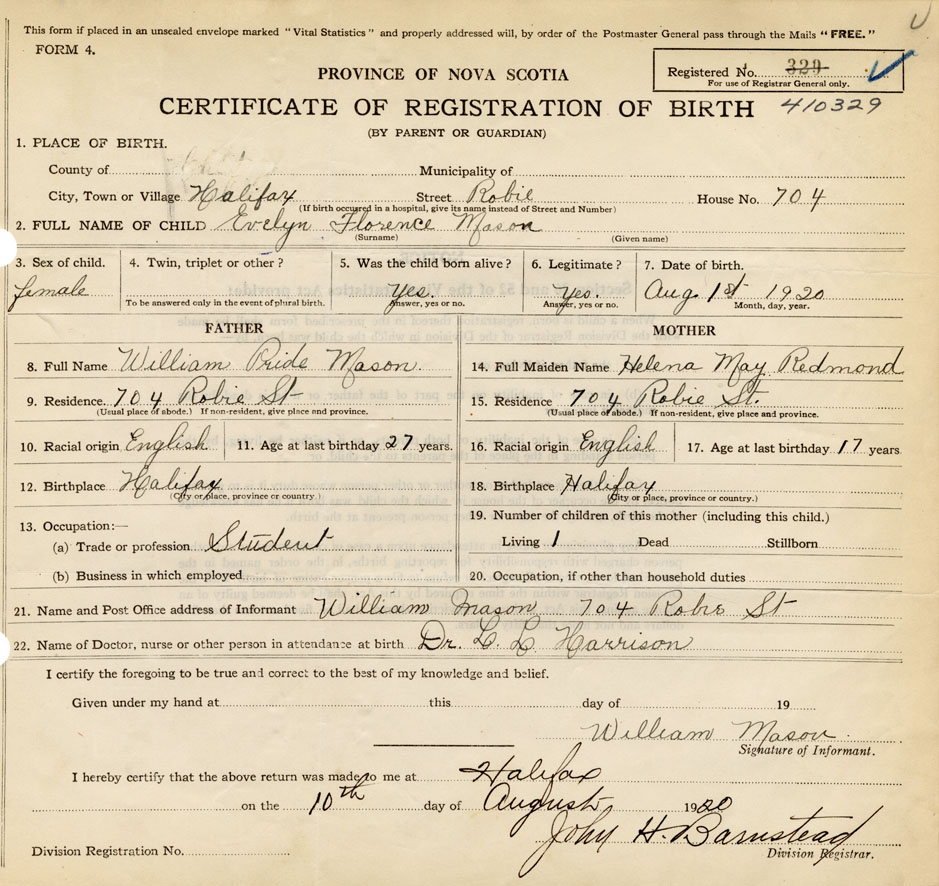 This form if placed in an unsealed envelope marked "Vital Statistics" and properly addressed will, by order of the Postmaster General pass through the Mails "FREE."
FORM 4.
PROVINCE OF NOVA SCOTIA
Registered No. 329
For use of Registrar General only.
CERTIFICATE OF REGISTRATION OF BIRTH 410329
(BY PARENT OR GUARDIAN)
1. PLACE OF BIRTH.
County of Municipality of
City, Town or Village Halifax Street Robie House No. 704
(If birth occured in a hospital, give its name instead of Street and Number)
2. FULL NAME OF CHILD Evelyn Florence Mason
(Surname) (Given name)
3. Sex of child. 4. Twin, triplet or other? 5. Was the child born alive? 6. Legitimate? 7. Date of birth.
female Yes. Yes. Aug 1st 1920
To be answered only in the event of plural birth. Answer, yes or no. Answer, yes or no. Month, day, year.
FATHER MOTHER
8. Full Name William Pride Mason. 14. Full Maiden Name Helena May Redmond
9. Residence. 704 Robie St 15. Residence 704 Robie St.
(Usual place of abode.) If non-resident, give place and province. (Usual place of abode.) If non-resident, give place and province.
10. Racial origin English 11. Age at last birthday 27 years. 16. Racial origin English 17. Age at last birthday 17 years
12. Birthplace Halifax 18. Birthplace Halifax
(City or place, province or country.) (City or place, province or country.)
13. Occupation:— 19. Number of children of this mother (including this child.)
(a) Trade or profession Student Living 1 Dead Stillborn
(b) Business in which employed 20. Occupation, if other than household duties
21. Name and Post Office address of Informant William Mason 704 Robie St
22. Name of Doctor, nurse or other person in attendance at birth Dr. L. L. Harrison
I certify the foregoing to be true and correct to the best of my knowledge and belief.
Given under my hand at this day of 19
William Mason.
Signature of Informant.
I hereby certify that the above return was made to me at Halifax
on the 10th day of August 1920
John H. Barnstead
Division Registration No. Division Registrar.